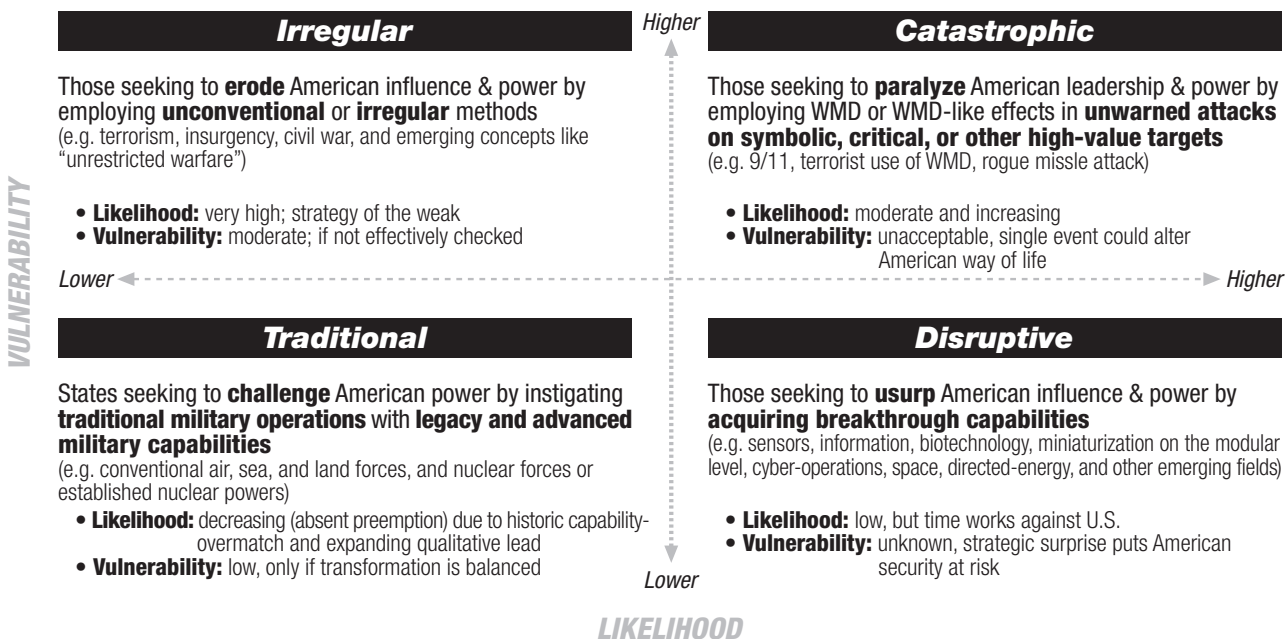 Higher
Irregular
Those seeking to erode American influence & power by
employing unconventional or irregular methods
(e.g. terrorism, insurgency, civil war, and emerging concepts like
“unrestricted warfare”)
• Likelihood: very high; strategy of the weak
• Vulnerability: moderate; if not effectively checked
Catastrophic
Those seeking to paralyze American leadership & power by
employing WMD or WMD-like effects in unwarned attacks
on symbolic, critical, or other high-value targets
(e.g. 9/11, terrorist use of WMD, rogue missle attack)
• Likelihood: moderate and increasing
• Vulnerability: unacceptable, single event could alter
American way of life
VULNERABILITY
Lower
Higher
Traditional
States seeking to challenge American power by instigating
traditional military operations with legacy and advanced
military capabilities
(e.g. conventional air, sea, and land forces, and nuclear forces or
established nuclear powers)
• Likelihood: decreasing (absent preemption) due to historic capability-
overmatch and expanding qualitative lead
• Vulnerability: low, only if transformation is balanced
Disruptive
Those seeking to usurp American influence & power by
acquiring breakthrough capabilities
(e.g. sensors, information, biotechnology, miniaturization on the modular
level, cyber-operations, space, directed-energy, and other emerging fields)
• Likelihood: low, but time works against U.S.
• Vulnerability: unknown, strategic surprise puts American
security at risk
Lower
LIKELIHOOD